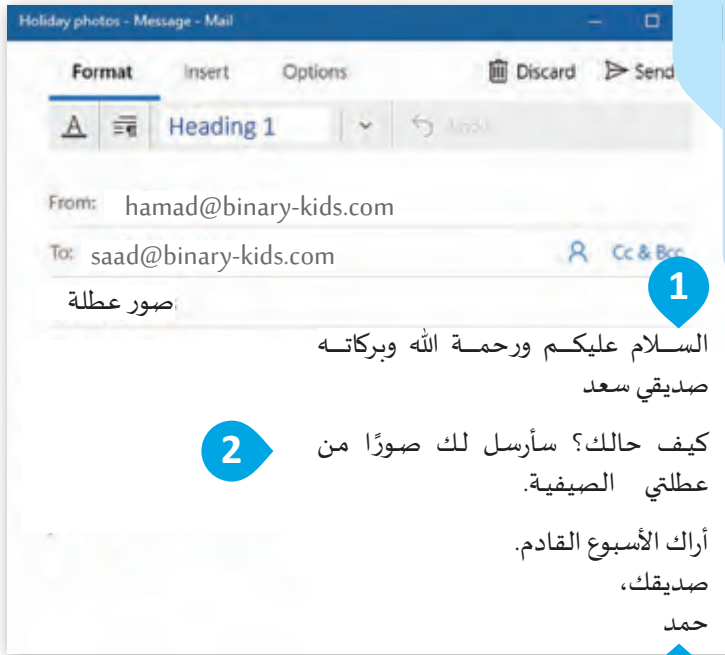 Holiday photos - Message - Mail
Format Insert Options Discard Send
A Heading 1 Undo
From: hamad@binary-kids.com
To: saad@binary-kids.com Cc & Bcc
صور عطلة
1
السلام عليكم ورحمة الله وبركاته
صديقي سعد
2
كيف حالك؟ سأرسل لك صورًا من
عطلتي الصيفية.
أراك الأسبوع القادم.
صديقك،
حمد